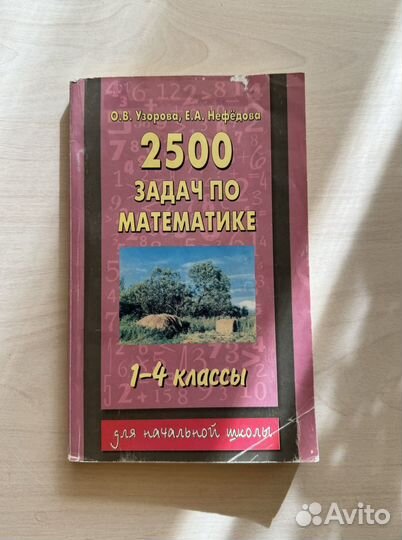 О.В. Узорова, Е.А. Нефёдова
2500
ЗАДАЧ ПО
МАТЕМАТИКЕ
1-4 классы
для начальной школы
Avito